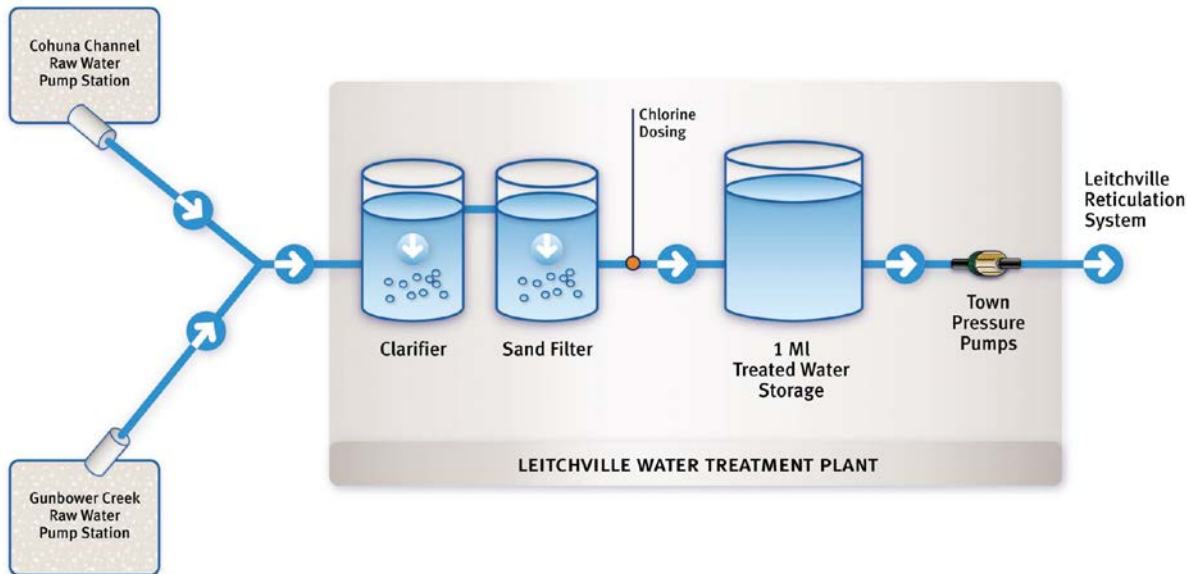 Cohuna Channel
Raw Water
Pump Station
Chlorine
Dosing
Leitchville
Reticulation
System
Clarifier
Sand Filter
1 Ml
Treated Water
Storage
Town
Pressure
Pumps
LEITCHVILLE WATER TREATMENT PLANT
Gunbower Creek
Raw Water
Pump Station